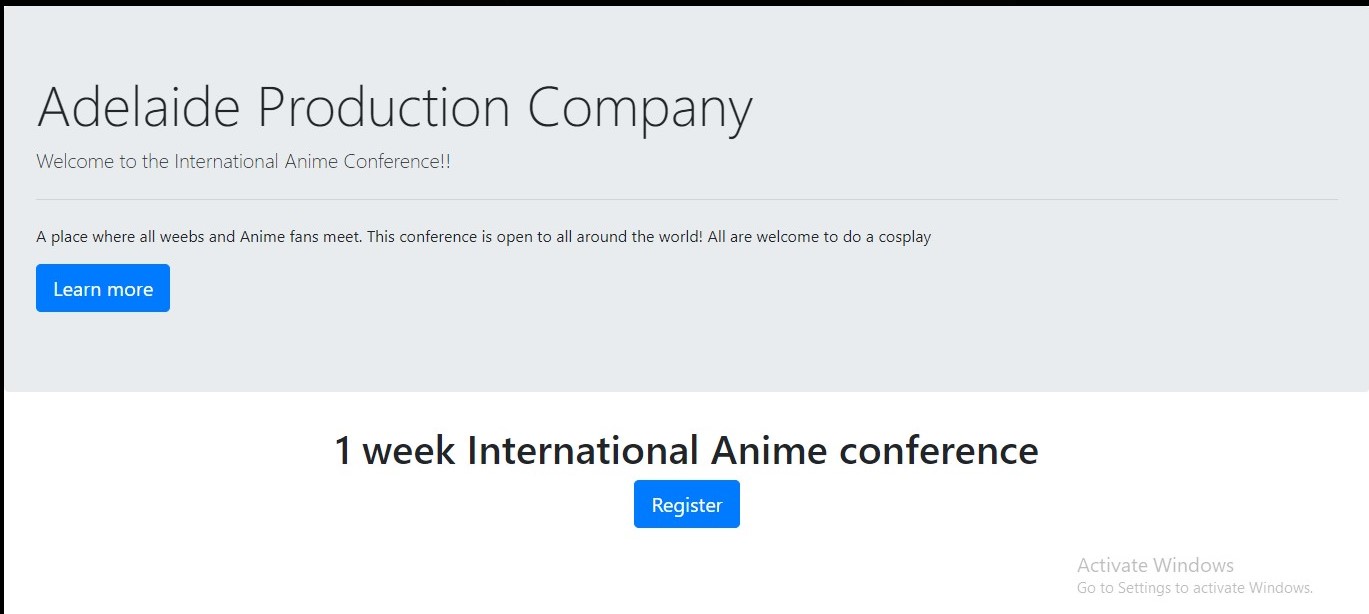 Adelaide Production Company
Welcome to the International Anime Conference!!
A place where all weebs and Anime fans meet. This conference is open to all around the world! All are welcome to do a cosplay
Learn more
1 week International Anime conference
Register
Activate Windows
Go to Settings to activate Windows.